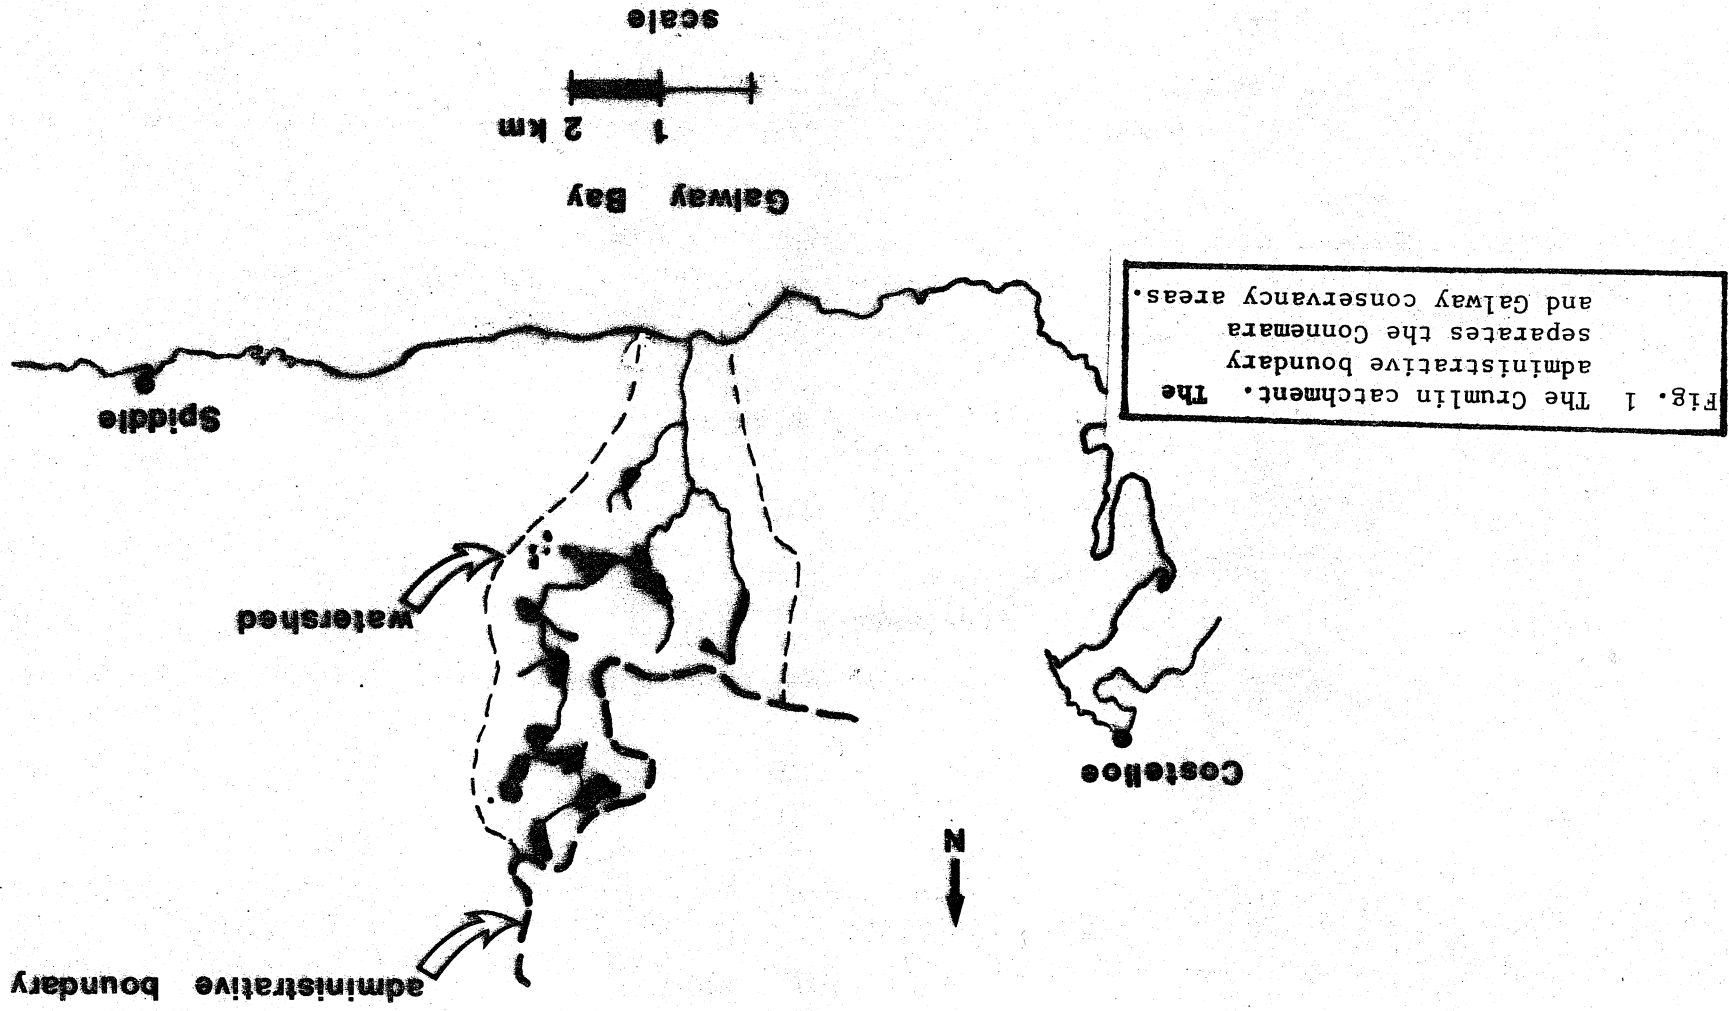 administrative boundary
N
Costelloe
watershed
Spiddle
Fig. 1 The Crumlin catchment. The
administrative boundary
separates the Connemara
and Galway conservancy areas.
Galway Bay
1 2 km
scale